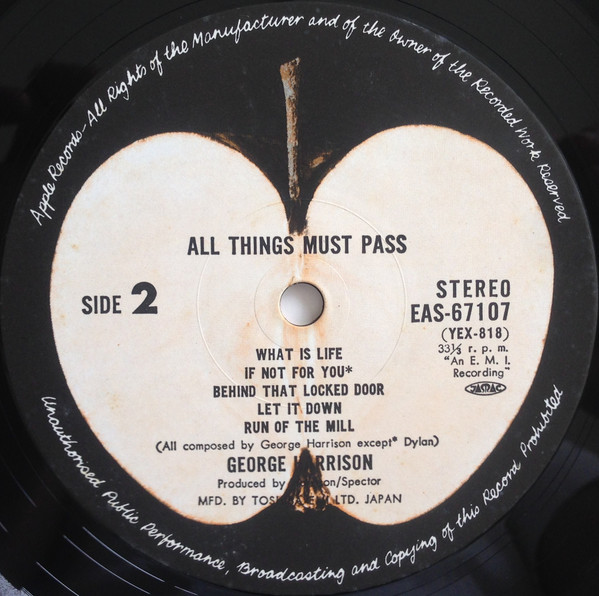 Apple Records—All Rights of the Manufacturer and of the Owner of the Recorded Work Reserved
ALL THINGS MUST PASS
SIDE 2
STEREO
EAS-67107
(YEX-818)
33⅓ r. p. m.
"An E. M. I.
Recording"
JASRAC
WHAT IS LIFE
IF NOT FOR YOU*
BEHIND THAT LOCKED DOOR
LET IT DOWN
RUN OF THE MILL
(All composed by George Harrison except* Dylan)
GEORGE HARRISON
Produced by Harrison/Spector
MFD. BY LTD. JAPAN
Unauthorised Public Performance, Broadcasting and Copying of this Record Prohibited